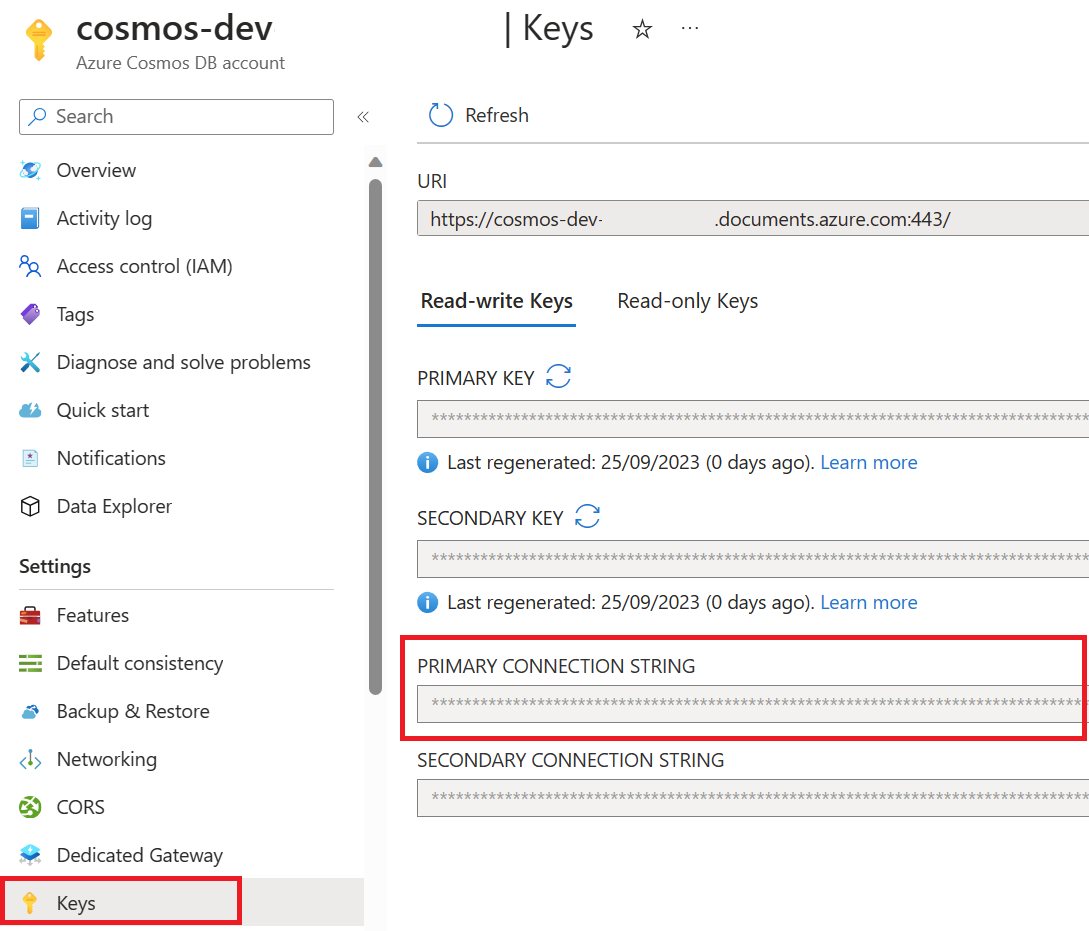 cosmos-dev | Keys ...
Azure Cosmos DB account
Search
«
Overview
Activity log
Access control (IAM)
Tags
Diagnose and solve problems
Quick start
Notifications
Data Explorer
Settings
Features
Default consistency
Backup & Restore
Networking
CORS
Dedicated Gateway
Keys
Refresh
URI
https://cosmos-dev- .documents.azure.com:443/
Read-write Keys Read-only Keys
PRIMARY KEY
**********************************************************************************
Last regenerated: 25/09/2023 (0 days ago). Learn more
SECONDARY KEY
**********************************************************************************
Last regenerated: 25/09/2023 (0 days ago). Learn more
PRIMARY CONNECTION STRING
**********************************************************************************
SECONDARY CONNECTION STRING
**********************************************************************************